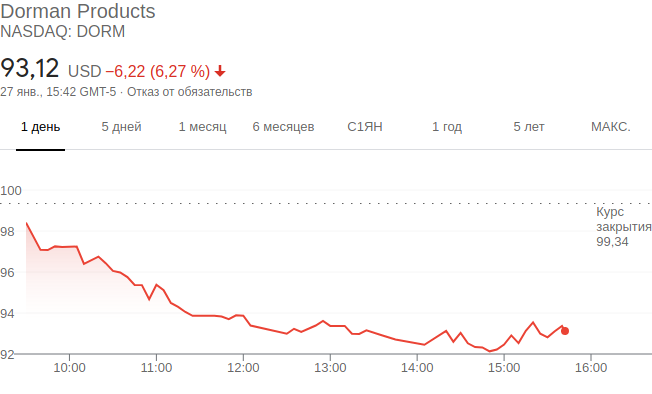 Dorman Products
NASDAQ: DORM
93,12 USD −6,22 (6,27 %)
27 янв., 15:42 GMT-5 · Отказ от обязательств
1 день 5 дней 1 месяц 6 месяцев С1ЯН 1 год 5 лет МАКС.
100
Курс
закрытия
99,34
98
96
94
92
10:00 11:00 12:00 13:00 14:00 15:00 16:00